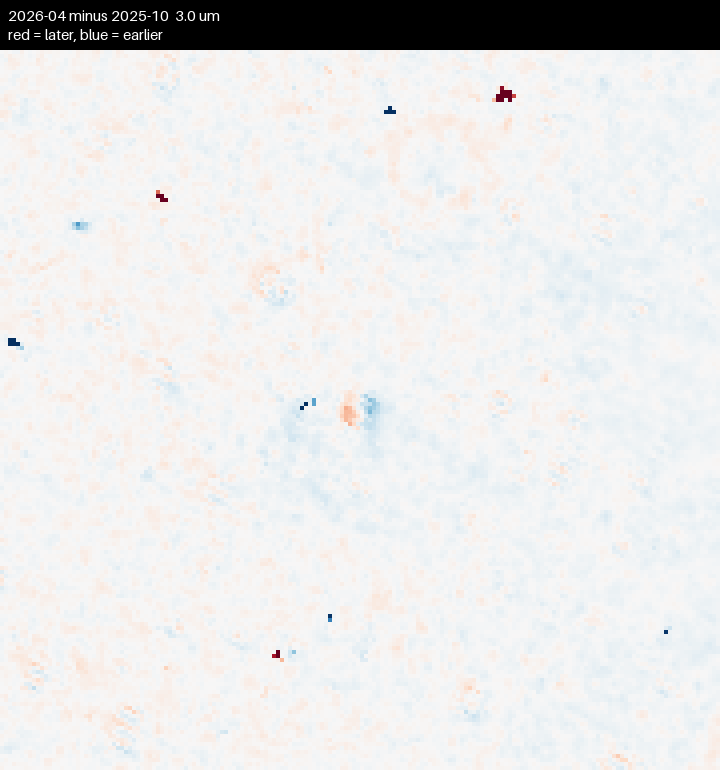 2026-04 minus 2025-10  3.0 um
red = later, blue = earlier